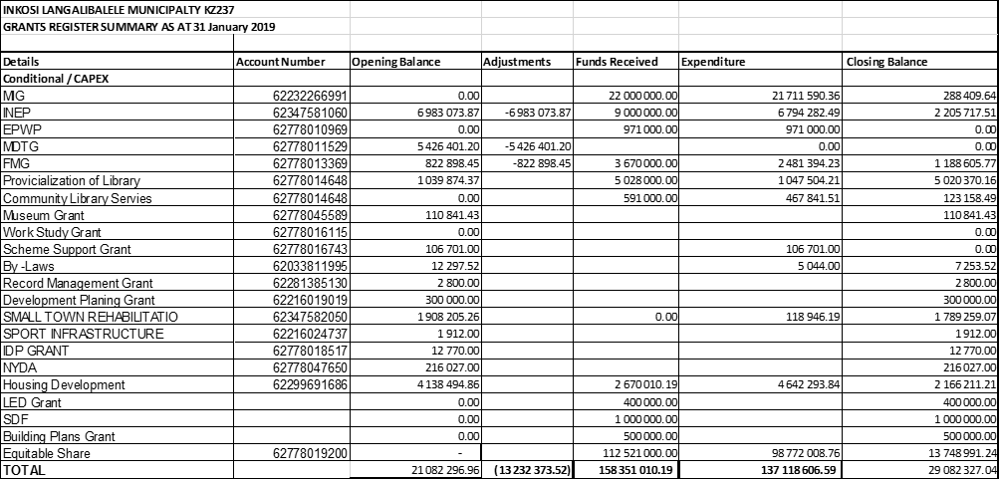 INKOSI LANGALIBALELE MUNICIPALTY KZ237
GRANTS REGISTER SUMMARY AS AT 31 January 2019
Details Account Number Opening Balance Adjustments Funds Received Expenditure Closing Balance
Conditional / CAPEX
MIG 62232266991 0.00 22 000 000.00 21 711 590.36 288 409.64
INEP 62347581060 6 983 073.87 -6 983 073.87 9 000 000.00 6 794 282.49 2 205 717.51
EPWP 62778010969 0.00 971 000.00 971 000.00 0.00
MDTG 62778011529 5 426 401.20 -5 426 401.20 0.00 0.00
FMG 62778013369 822 898.45 -822 898.45 3 670 000.00 2 481 394.23 1 188 605.77
Provicialization of Library 62778014648 1 039 874.37 5 028 000.00 1 047 504.21 5 020 370.16
Community Library Servies 62778014648 0.00 591 000.00 467 841.51 123 158.49
Museum Grant 62778045589 110 841.43 110 841.43
Work Study Grant 62778016115 0.00 0.00
Scheme Support Grant 62778016743 106 701.00 106 701.00 0.00
By -Laws 62033811995 12 297.52 5 044.00 7 253.52
Record Management Grant 62281385130 2 800.00 2 800.00
Development Planing Grant 62216019019 300 000.00 300 000.00
SMALL TOWN REHABILITATIO 62347582050 1 908 205.26 0.00 118 946.19 1 789 259.07
SPORT INFRASTRUCTURE 62216024737 1 912.00 1 912.00
IDP GRANT 62778018517 12 770.00 12 770.00
NYDA 62778047650 216 027.00 216 027.00
Housing Development 62299691686 4 138 494.86 2 670 010.19 4 642 293.84 2 166 211.21
LED Grant 0.00 400 000.00 400 000.00
SDF 0.00 1 000 000.00 1 000 000.00
Building Plans Grant 0.00 500 000.00 500 000.00
Equitable Share 62778019200 - 112 521 000.00 98 772 008.76 13 748 991.24
TOTAL 21 082 296.96 (13 232 373.52) 158 351 010.19 137 118 606.59 29 082 327.04